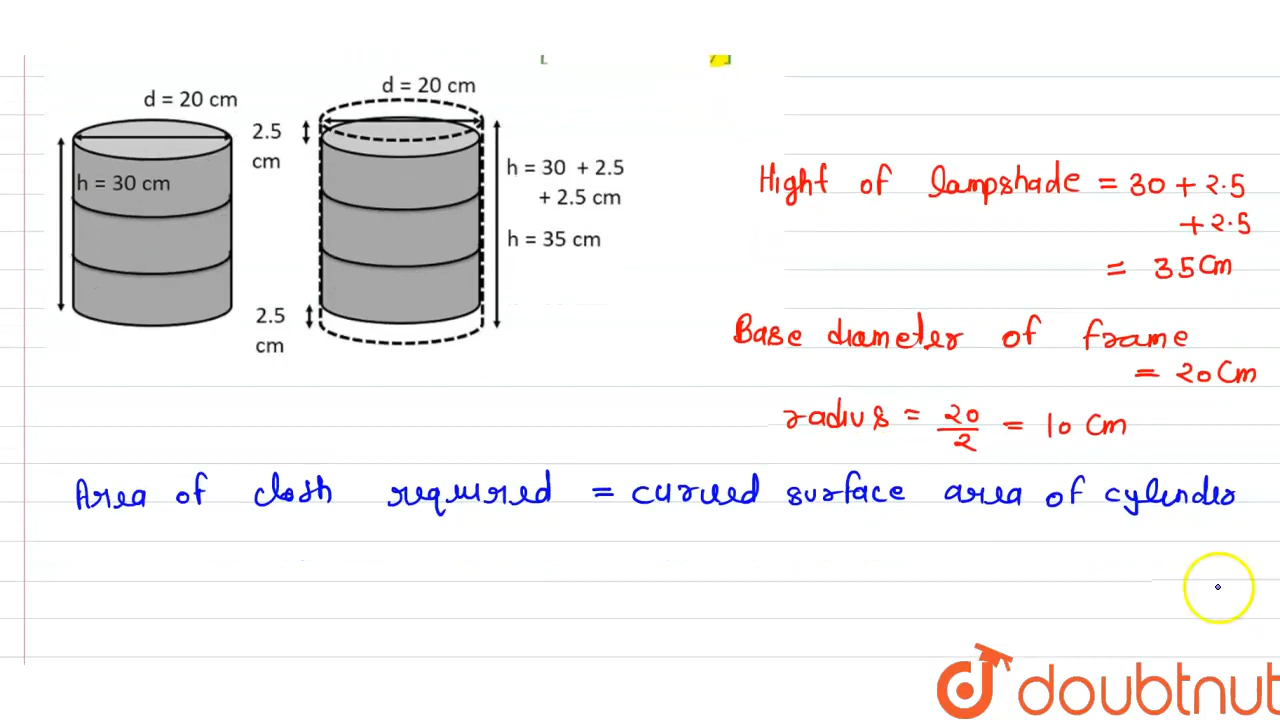 d = 20 cm
h = 30 cm
2.5
cm
2.5
cm
d = 20 cm
h = 30 + 2.5
+ 2.5 cm
h = 35 cm
Hight of lampshade = 30 + 2.5
+ 2.5
= 35 Cm
Base diameter of frame
= 20 Cm
radius = 20/2 = 10 Cm
Area of cloth required = curved surface area of cylinder
doubtnut